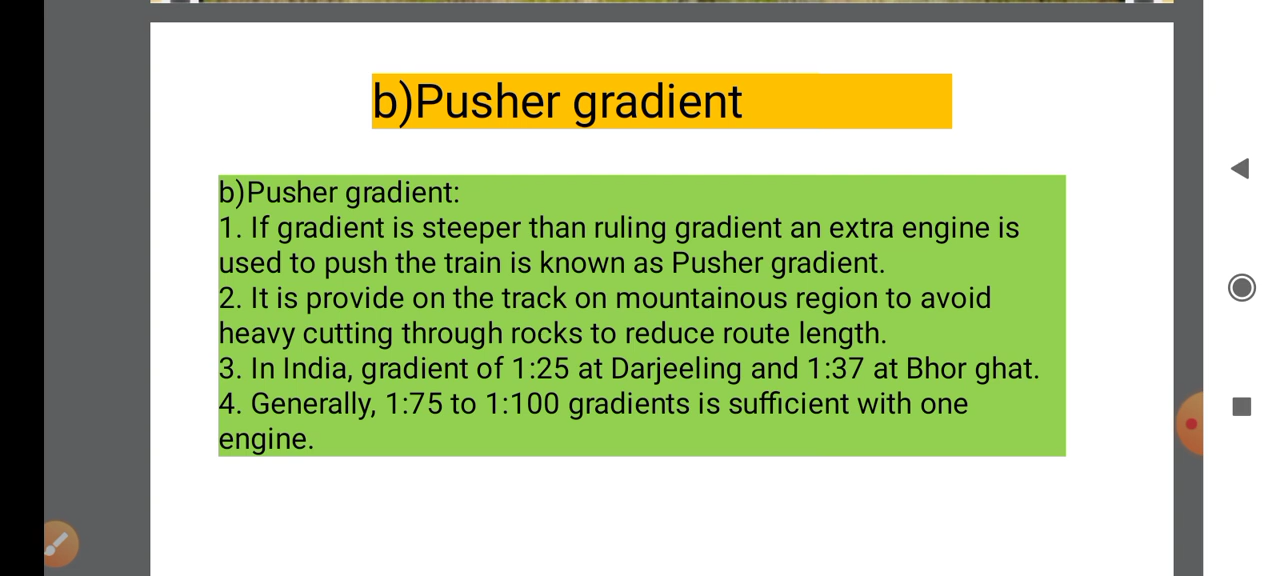 b)Pusher gradient
b)Pusher gradient:
1. If gradient is steeper than ruling gradient an extra engine is
used to push the train is known as Pusher gradient.
2. It is provide on the track on mountainous region to avoid
heavy cutting through rocks to reduce route length.
3. In India, gradient of 1:25 at Darjeeling and 1:37 at Bhor ghat.
4. Generally, 1:75 to 1:100 gradients is sufficient with one
engine.